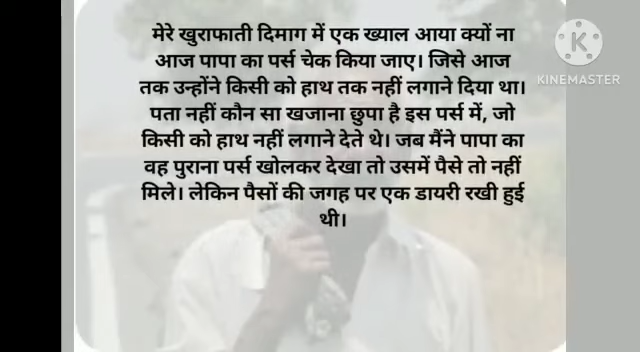 मेरे खुराफाती दिमाग में एक ख्याल आया क्यों ना
आज पापा का पर्स चेक किया जाए। जिसे आज
तक उन्होंने किसी को हाथ तक नहीं लगाने दिया था।
पता नहीं कौन सा खजाना छुपा है इस पर्स में, जो
किसी को हाथ नहीं लगाने देते थे। जब मैंने पापा का
वह पुराना पर्स खोलकर देखा तो उसमें पैसे तो नहीं
मिले। लेकिन पैसों की जगह पर एक डायरी रखी हुई
थी।
K
KINEMASTER